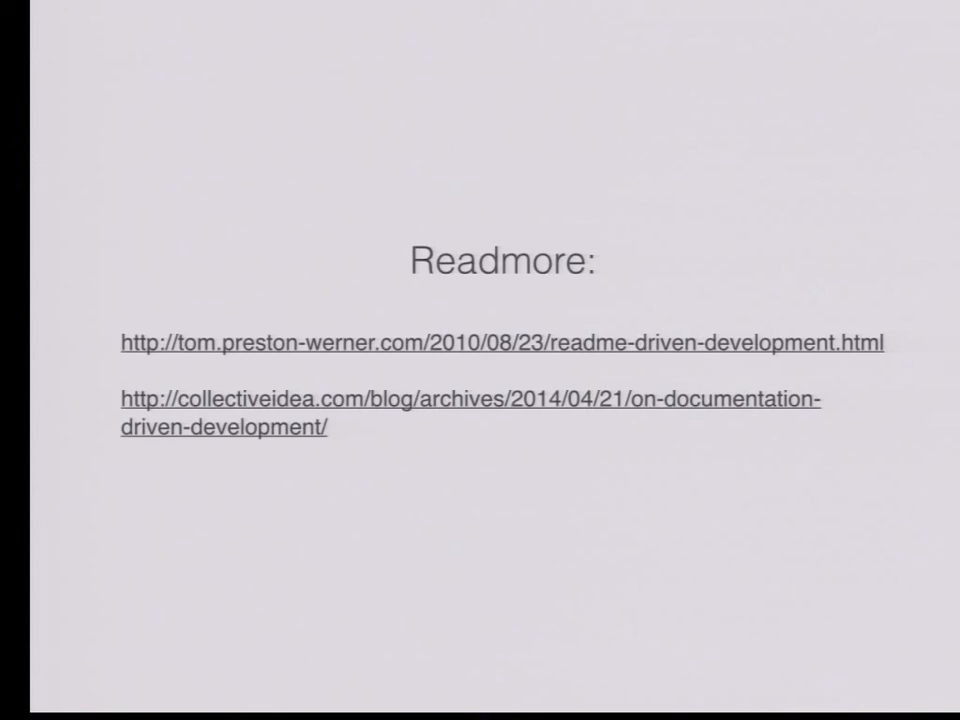 Readmore:
http://tom.preston-werner.com/2010/08/23/readme-driven-development.html
http://collectiveidea.com/blog/archives/2014/04/21/on-documentation-
driven-development/